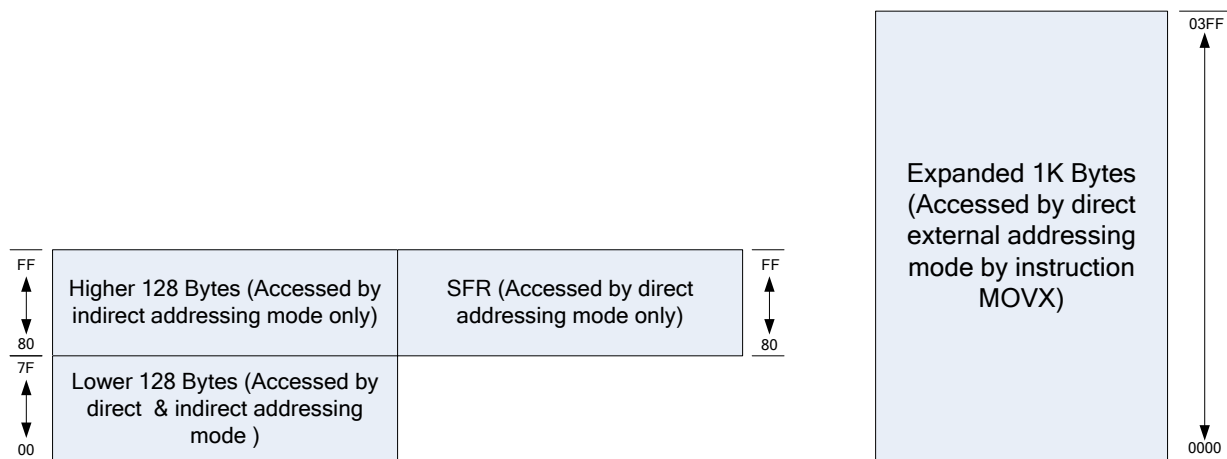 FF
80
7F
00
Higher 128 Bytes (Accessed by
indirect addressing mode only)
SFR (Accessed by direct
addressing mode only)
FF
80
Lower 128 Bytes (Accessed by
direct & indirect addressing
mode )
Expanded 1K Bytes
(Accessed by direct
external addressing
mode by instruction
MOVX)
03FF
0000